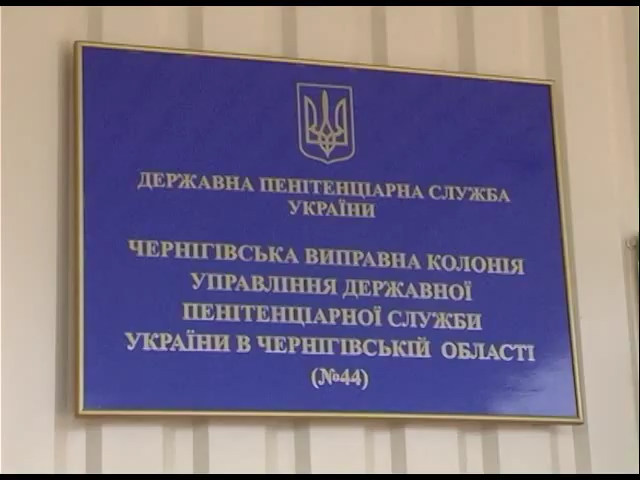 ДЕРЖАВНА ПЕНІТЕНЦІАРНА СЛУЖБА
УКРАЇНИ
ЧЕРНІГІВСЬКА ВИПРАВНА КОЛОНІЯ
УПРАВЛІННЯ ДЕРЖАВНОЇ
ПЕНІТЕНЦІАРНОЇ СЛУЖБИ
УКРАЇНИ В ЧЕРНІГІВСЬКІЙ ОБЛАСТІ
(№44)